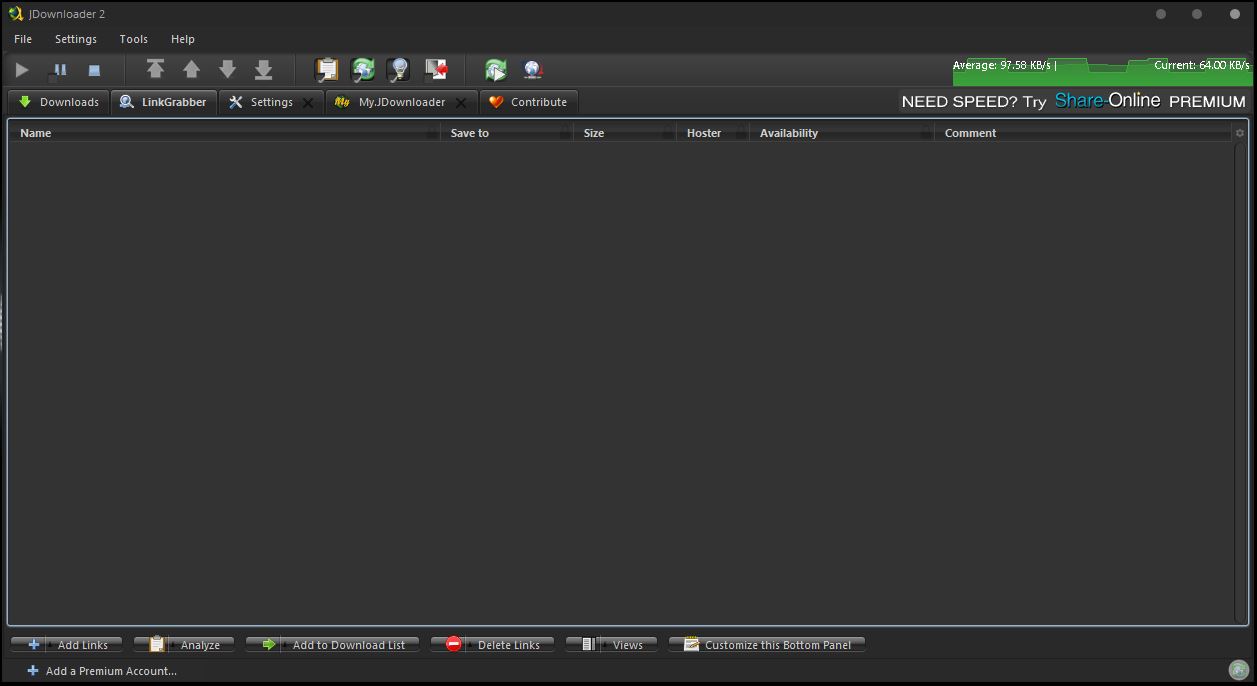 JDownloader 2
File Settings Tools Help
Average: 97.58 KB/s | Current: 64.00 KB/s
Downloads LinkGrabber Settings My.JDownloader Contribute
NEED SPEED? Try Share-Online PREMIUM
Name Save to Size Hoster Availability Comment
Add Links Analyze Add to Download List Delete Links Views Customize this Bottom Panel
Add a Premium Account...